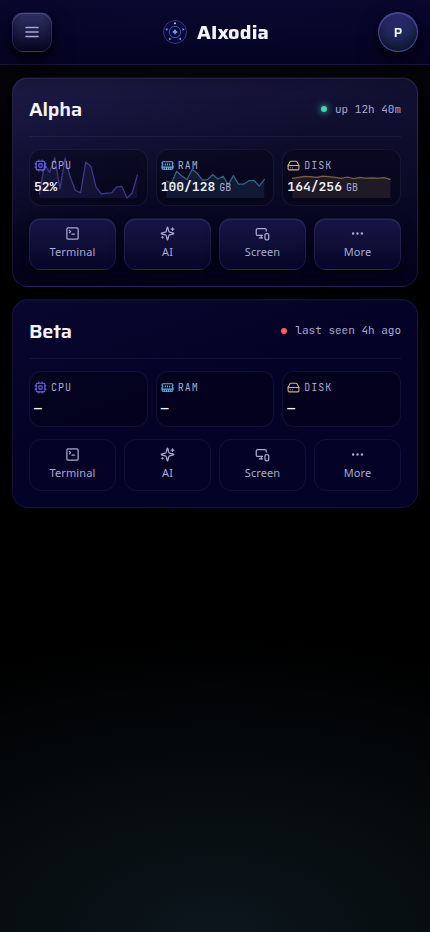 AIxodia
P
Alpha
up 12h 40m
CPU
52%
RAM
100/128 GB
DISK
164/256 GB
Terminal
AI
Screen
More
Beta
last seen 4h ago
CPU
—
RAM
—
DISK
—
Terminal
AI
Screen
More